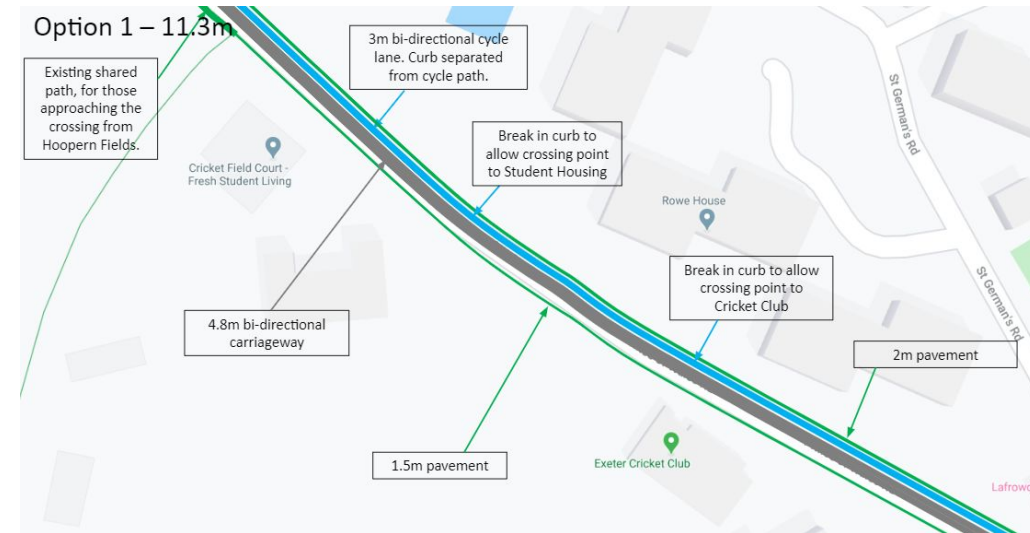 Option 1 – 11.3m
3m bi-directional cycle
lane. Curb separated
from cycle path.
Existing shared
path, for those
approaching the
crossing from
Hoopern Fields.
Break in curb to
allow crossing point
to Student Housing
Cricket Field Court -
Fresh Student Living
St German's Rd
Rowe House
Break in curb to allow
crossing point to
Cricket Club
St German's Rd
4.8m bi-directional
carriageway
2m pavement
1.5m pavement
Exeter Cricket Club